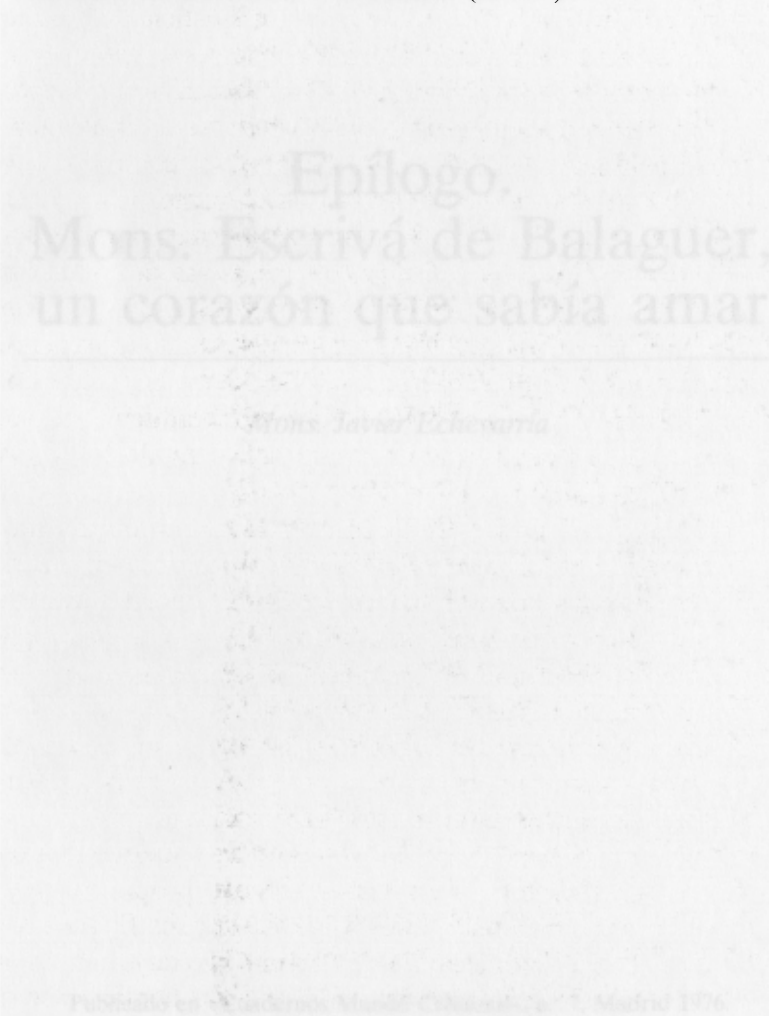 Epílogo.
Mons. Escrivá de Balaguer,
un corazón que sabía amar
Mons. Javier Echevarría
Publicado en «Cuadernos Mundo Cristiano», Madrid 1976